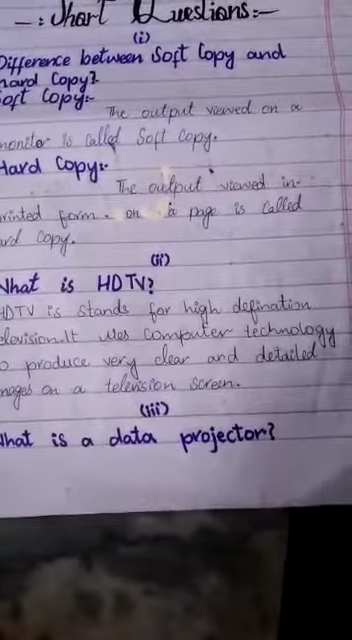 -: Short Questions:-
(i)
Difference between Soft Copy and
Hard Copy?
Soft Copy:-
The output viewed on a
monitor is called Soft Copy.
Hard Copy:-
The output viewed in
printed form on a page is called
ard Copy.
(ii)
What is HDTV?
HDTV is stands for high defination
elevision.It uses Computer technology
to produce very clear and detailed
mages on a television screen.
(iii)
What is a data projector?